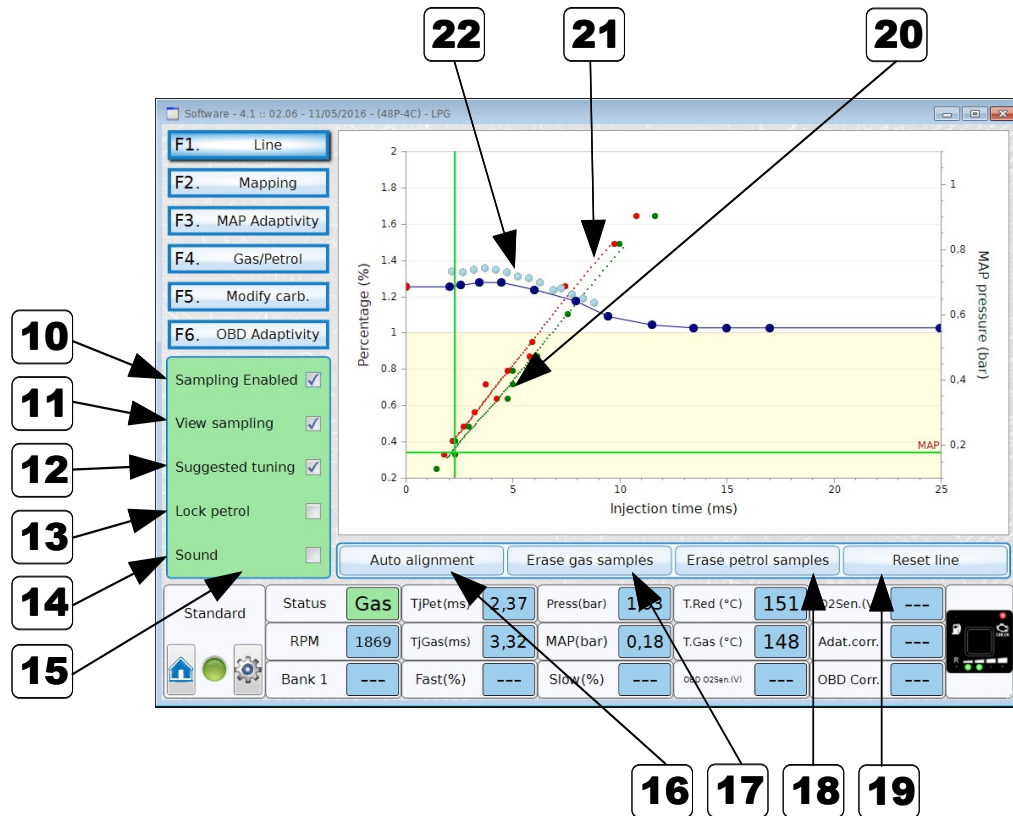 22
21
20
Software - 4.1 :: 02.06 - 11/05/2016 - (48P-4C) - LPG
F1. Line
F2. Mapping
F3. MAP Adaptivity
F4. Gas/Petrol
F5. Modify carb.
F6. OBD Adaptivity
10
11
12
13
14
15
Sampling Enabled
View sampling
Suggested tuning
Lock petrol
Sound
Percentage (%)
2
1.8
1.6
1.4
1.2
1
0.8
0.6
0.4
0.2
0
5
10
15
20
25
Injection time (ms)
1
0.8
0.6
0.4
0.2
MAP pressure (bar)
MAP
Auto alignment
Erase gas samples
Erase petrol samples
Reset line
Standard
Status Gas TjPet(ms) 2,37 Press(bar) T.Red (°C) 151 O2Sen.(V) ---
RPM 1869 TjGas(ms) 3,32 MAP(bar) 0,18 T.Gas (°C) 148 Adat.corr. ---
Bank 1 --- Fast(%) --- Slow(%) --- OBD O2Sen.(V) --- OBD Corr. ---
CHECK
R
16
17
18
19